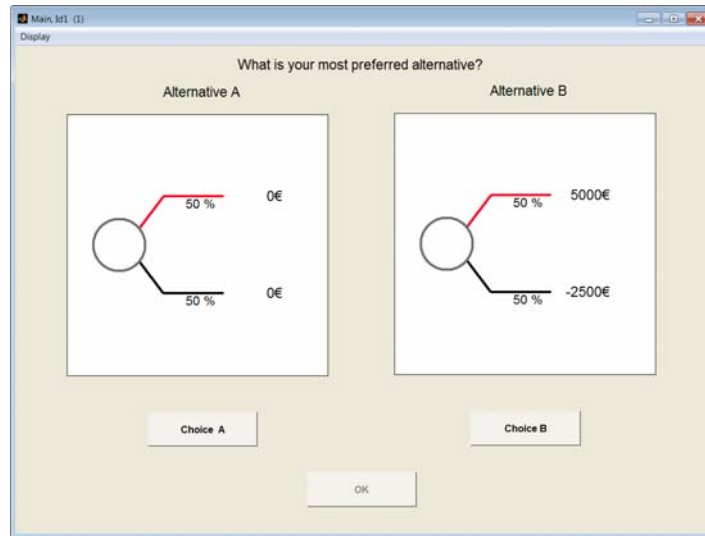 Main, Id1 (1)
Display
What is your most preferred alternative?
Alternative A
Alternative B
50 %
0€
50 %
0€
50 %
5000€
50 %
-2500€
Choice A
Choice B
OK